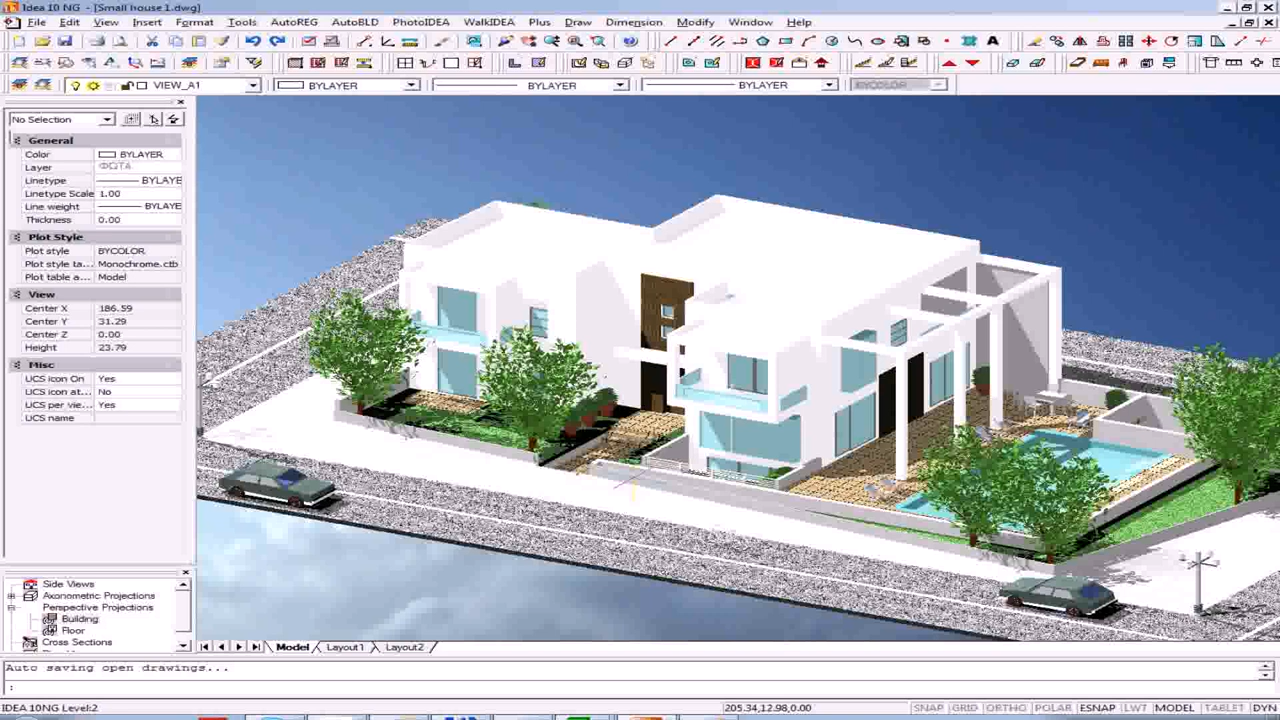 Idea 10 NG - [Small house 1.dwg]
File Edit View Insert Format Tools AutoREG AutoBLD PhotoIDEA WalkIDEA Plus Draw Dimension Modify Window Help
VIEW_A1 BYLAYER BYLAYER BYLAYER BYCOLOR
No Selection
General
Color BYLAYER
Layer ΦΩΤΑ
Linetype BYLAYE
Linetype Scale 1.00
Line weight BYLAYE
Thickness 0.00
Plot Style
Plot style BYCOLOR
Plot style ta... Monochrome.ctb
Plot table a... Model
View
Center X 186.59
Center Y 31.29
Center Z 0.00
Height 23.79
Misc
UCS icon On Yes
UCS icon at... No
UCS per vie... Yes
UCS name
Side Views
Axonometric Projections
Perspective Projections
Building
Floor
Cross Sections
Model Layout1 Layout2
Auto saving open drawings...
:
IDEA 10NG Level:2 205.34,12.98,0.00 SNAP GRID ORTHO POLAR ESNAP LWT MODEL TABLET DYN